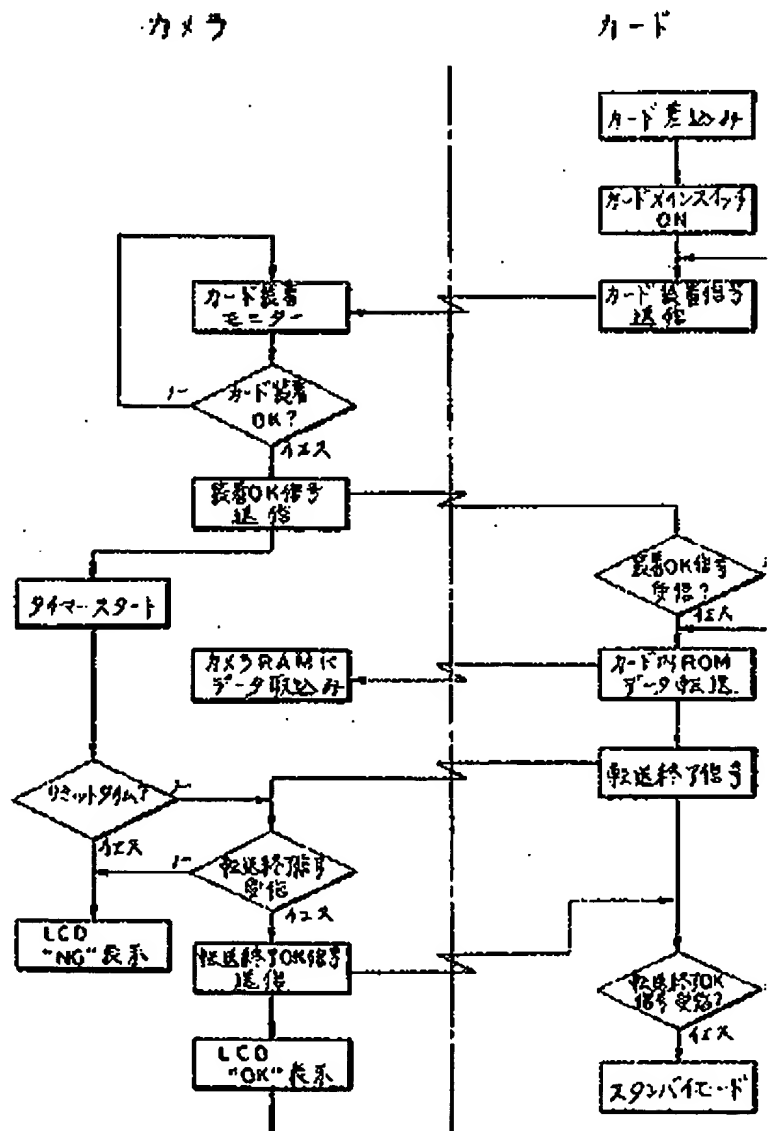 カメラ
カード
カード差込み
カードメインスイッチ
ON
カード装着
モニター
カード装着信号
送信
カード装着
OK?
ノー
イエス
装着OK信号
送信
装着OK信号
受信?
イエス
タイマースタート
カメラRAMに
データ取込み
カード内ROM
データ転送
転送終了信号
リミットタイム?
ノー
イエス
転送終了信号
受信
ノー
イエス
LCD
"NG"表示
転送終了OK信号
送信
転送終了OK
信号受信?
イエス
LCD
"OK"表示
スタンバイモード